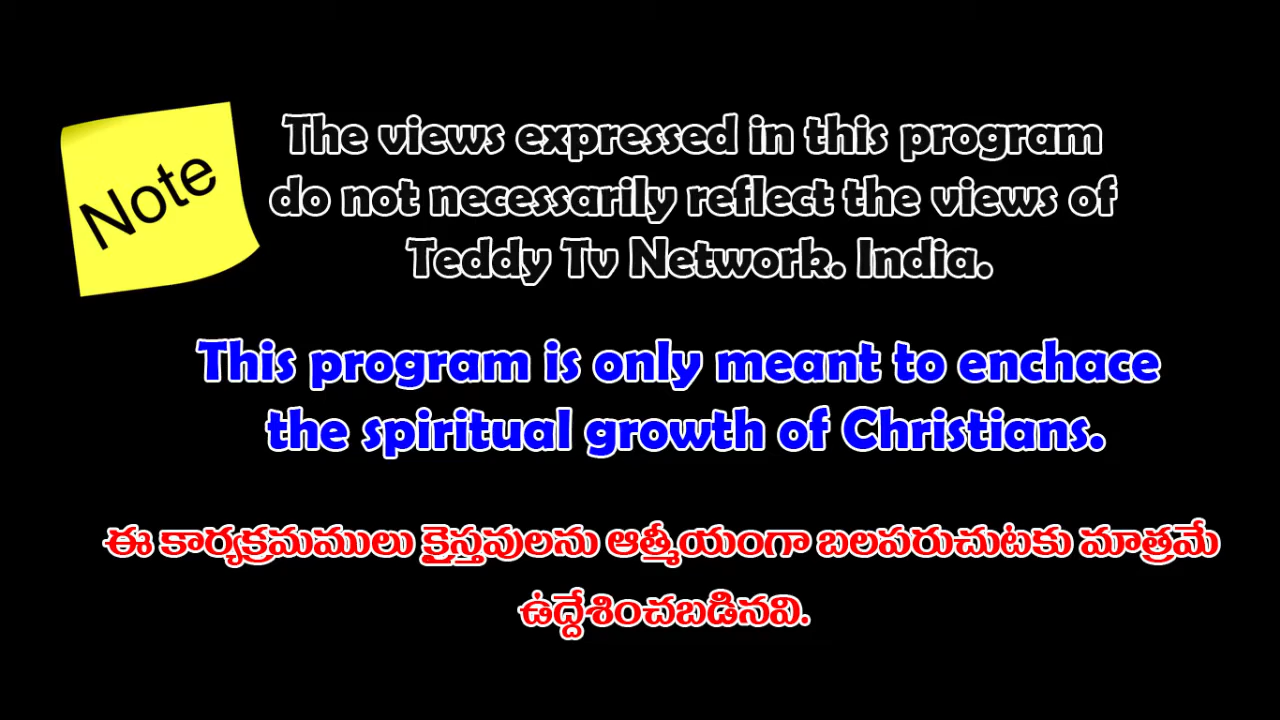 Note
The views expressed in this program
do not necessarily reflect the views of
Teddy Tv Network. India.
This program is only meant to enchace
the spiritual growth of Christians.
ఈ కార్యక్రమములు క్రైస్తవులను ఆత్మీయంగా బలపరుచుటకు మాత్రమే
ఉద్దేశించబడినవి.